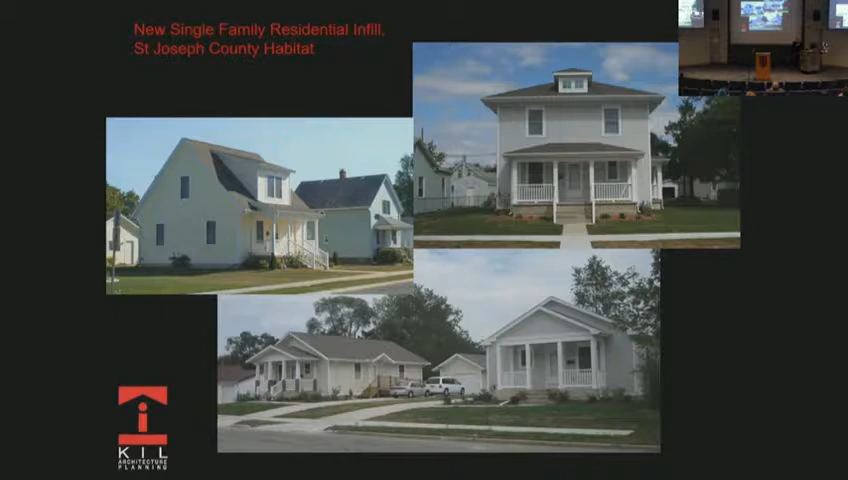 New Single Family Residential Infill,
St Joseph County Habitat
KIL
ARCHITECTURE
PLANNING